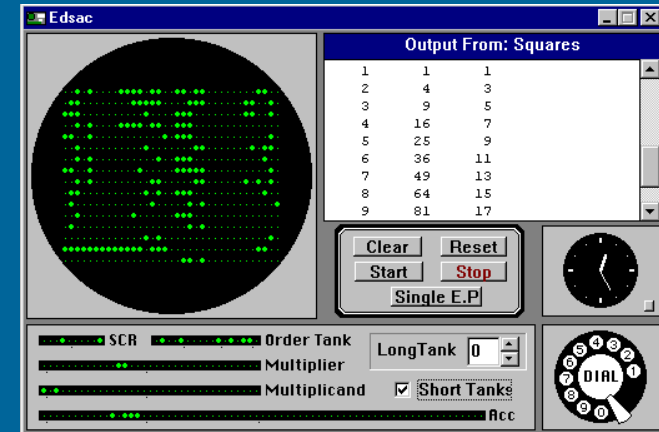 Edsac
Output From: Squares
1 1 1
2 4 3
3 9 5
4 16 7
5 25 9
6 36 11
7 49 13
8 64 15
9 81 17
Clear Reset
Start Stop
Single E.P
SCR Order Tank
Multiplier
Multiplicand
Acc
LongTank 0
Short Tanks
5 4 3 2 1
6 7 8 9 0
DIAL